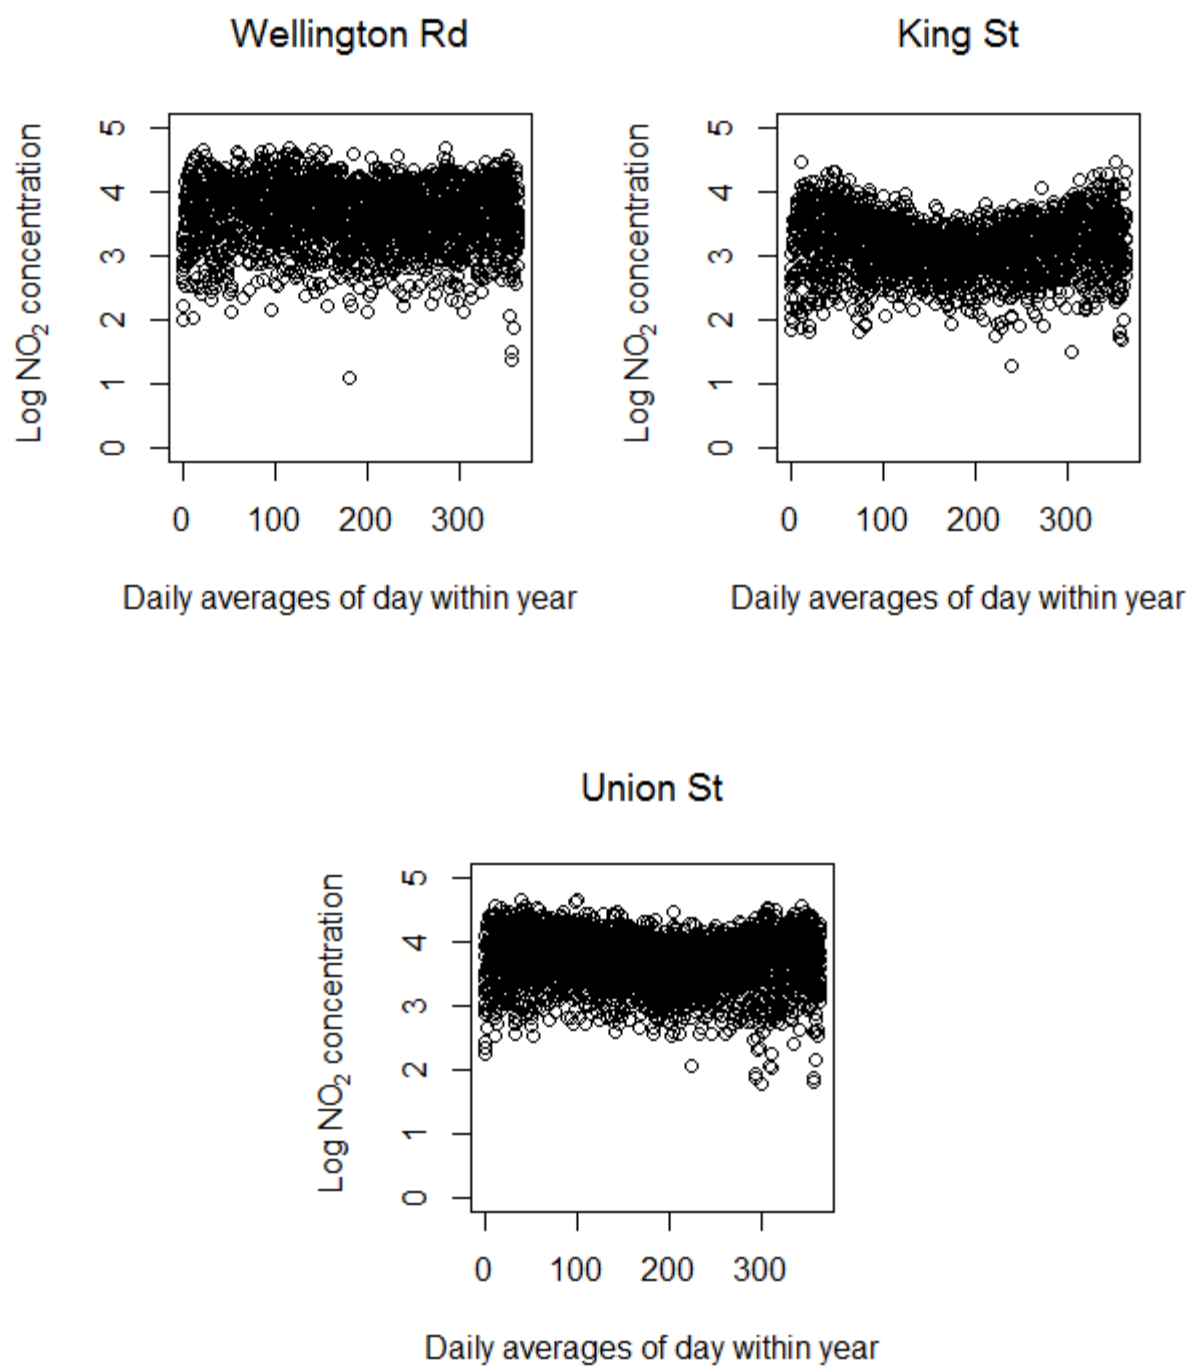 Wellington Rd
King St
Log NO₂ concentration
5
4
3
2
1
0
0 100 200 300
Daily averages of day within year
Log NO₂ concentration
5
4
3
2
1
0
0 100 200 300
Daily averages of day within year
Union St
Log NO₂ concentration
5
4
3
2
1
0
0 100 200 300
Daily averages of day within year